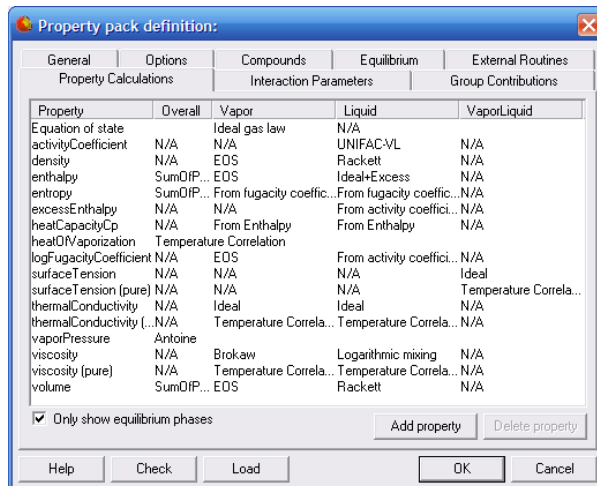 Property pack definition:
General Options Compounds Equilibrium External Routines
Property Calculations Interaction Parameters Group Contributions
Property Overall Vapor Liquid VaporLiquid
Equation of state Ideal gas law N/A
activityCoefficient N/A N/A UNIFAC-VL N/A
density N/A EOS Rackett N/A
enthalpy SumOfP... EOS Ideal+Excess N/A
entropy SumOfP... From fugacity coeffic... From fugacity coeffic... N/A
excessEnthalpy N/A N/A From activity coeffici... N/A
heatCapacityCp N/A From Enthalpy From Enthalpy N/A
heatOfVaporization Temperature Correlation
logFugacityCoefficient N/A EOS From activity coeffici... N/A
surfaceTension N/A N/A N/A Ideal
surfaceTension (pure) N/A N/A N/A Temperature Correla...
thermalConductivity N/A Ideal Ideal N/A
thermalConductivity (... N/A Temperature Correla... Temperature Correla... N/A
vaporPressure Antoine
viscosity N/A Brokaw Logarithmic mixing N/A
viscosity (pure) N/A Temperature Correla... Temperature Correla... N/A
volume SumOfP... EOS Rackett N/A
Only show equilibrium phases
Add property Delete property
Help Check Load OK Cancel